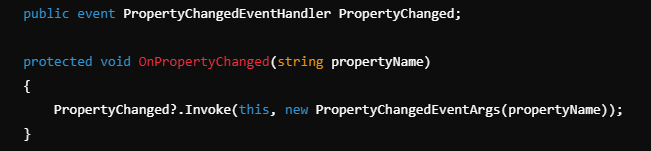 public event PropertyChangedEventHandler PropertyChanged;
protected void OnPropertyChanged(string propertyName)
{
PropertyChanged?.Invoke(this, new PropertyChangedEventArgs(propertyName));
}